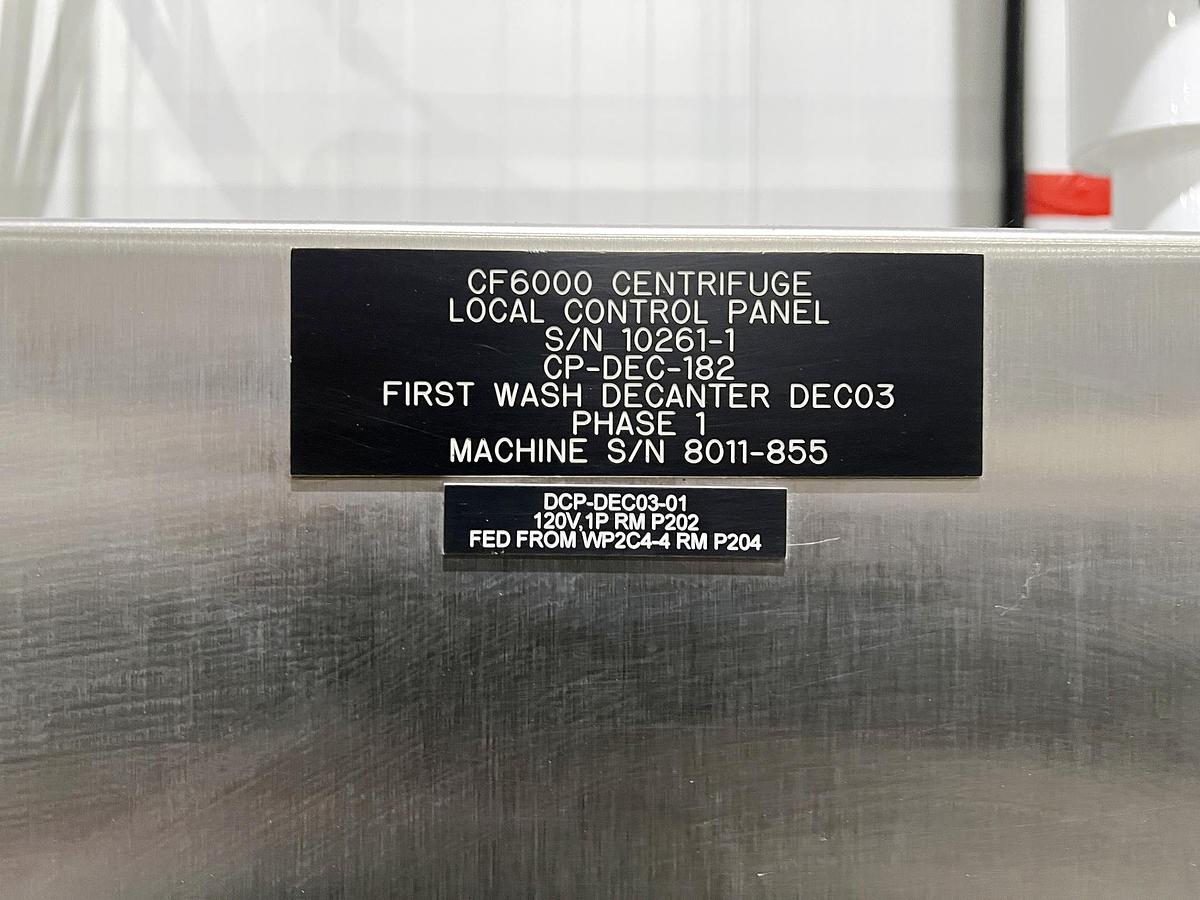 CF6000 CENTRIFUGE
LOCAL CONTROL PANEL
S/N 10261-1
CP-DEC-182
FIRST WASH DECANTER DEC03
PHASE 1
MACHINE S/N 8011-855
DCP-DEC03-01
120V,1P RM P202
FED FROM WP2C4-4 RM P204